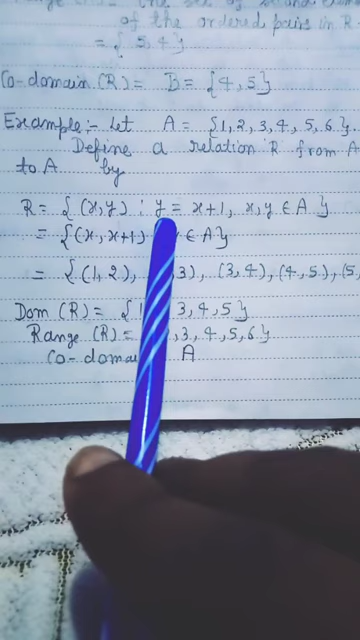 of the ordered pairs in R
= { 5, 4 }
Co-domain (R) = B = {4, 5}
Example:- Let A = {1, 2, 3, 4, 5, 6}
Define a relation R from A
to A by
R = { (x, y) : y = x+1, x, y ∈ A }
= {(x, x+1) ∈ A}
= {(1, 2), 3), (3, 4), (4, 5), (5,
Dom (R) = { 3, 4, 5}
Range (R) = , 3, 4, 5, 6}
Co-domai A